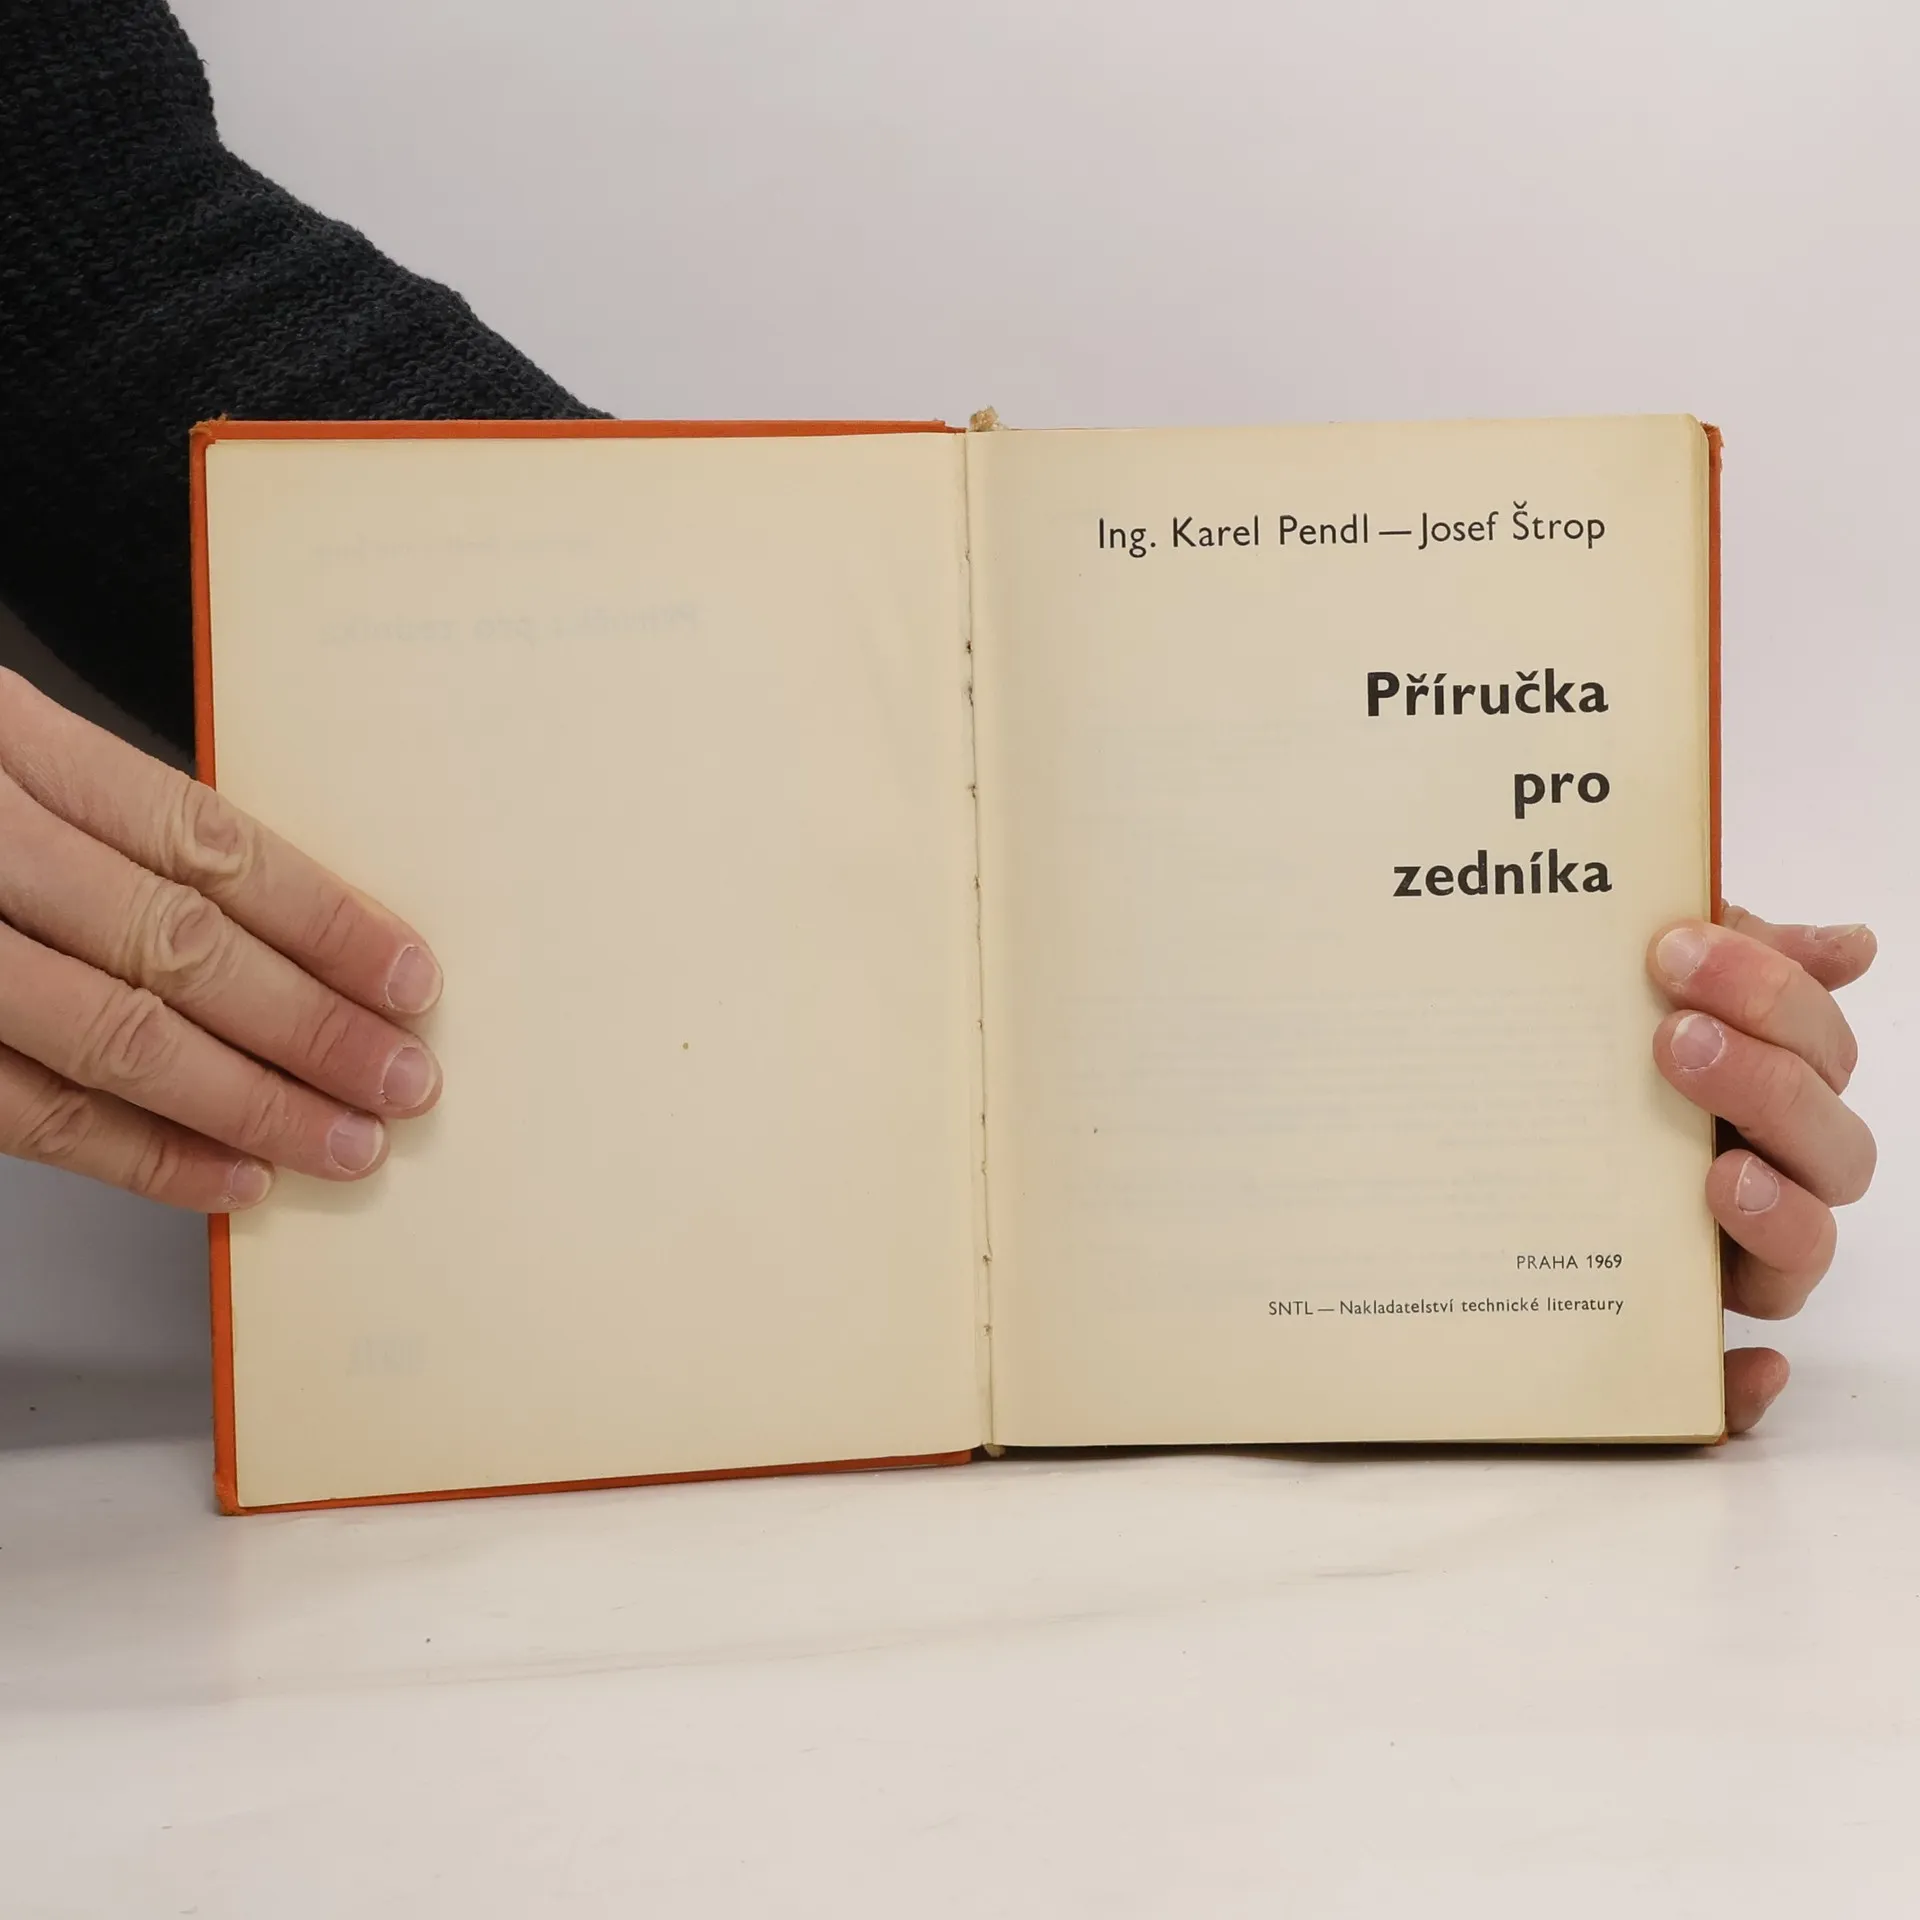 Ing. Karel Pendl — Josef Štrop
Příručka
pro
zedníka
PRAHA 1969
SNTL — Nakladatelství technické literatury